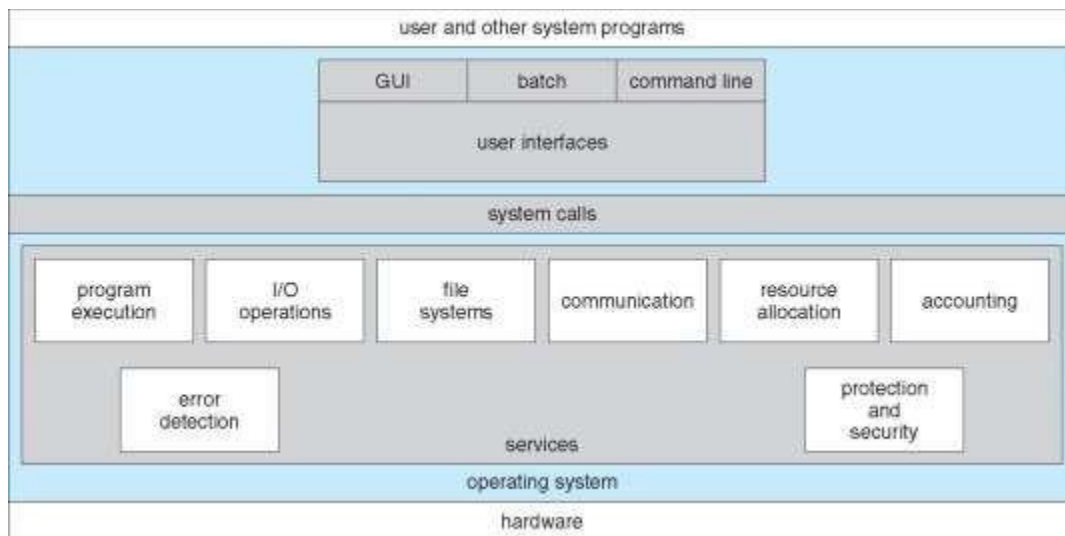 user and other system programs
GUI
batch
command line
user interfaces
system calls
program
execution
I/O
operations
file
systems
communication
resource
allocation
accounting
error
detection
protection
and
security
services
operating system
hardware